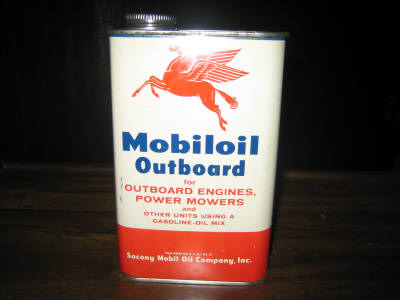 Mobiloil
Outboard
for
OUTBOARD ENGINES,
POWER MOWERS
and
OTHER UNITS USING A
GASOLINE-OIL MIX
Socony Mobil Oil Company, Inc.